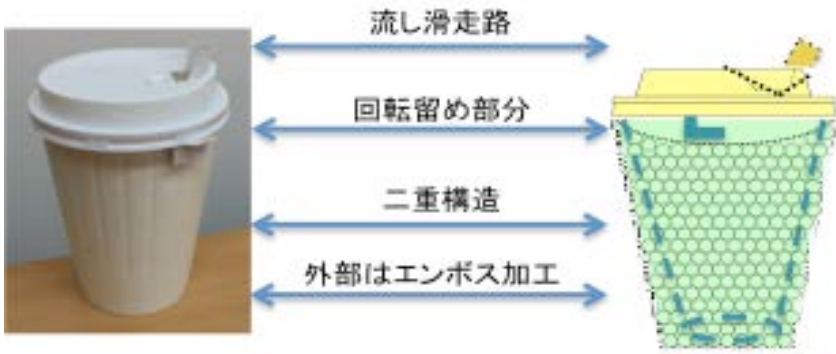 流し滑走路
回転留め部分
二重構造
外部はエンボス加工